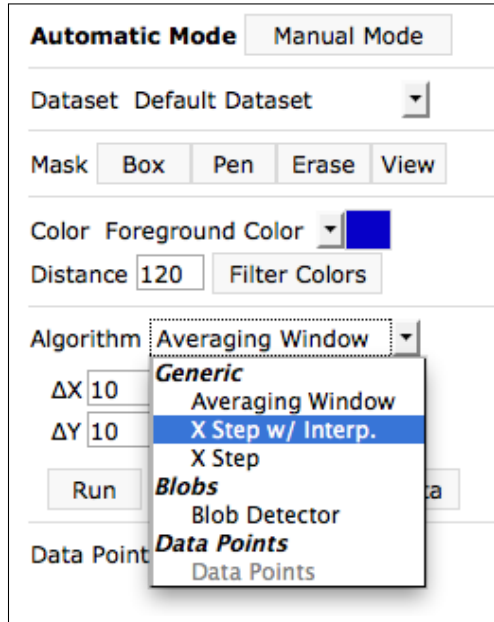 Automatic Mode Manual Mode
Dataset Default Dataset
Mask Box Pen Erase View
Color Foreground Color
Distance 120 Filter Colors
Algorithm Averaging Window
ΔX 10
Generic
Averaging Window
ΔY 10
X Step w/ Interp.
X Step
Run
Blobs
Blob Detector
Data Point
Data Points
Data Points